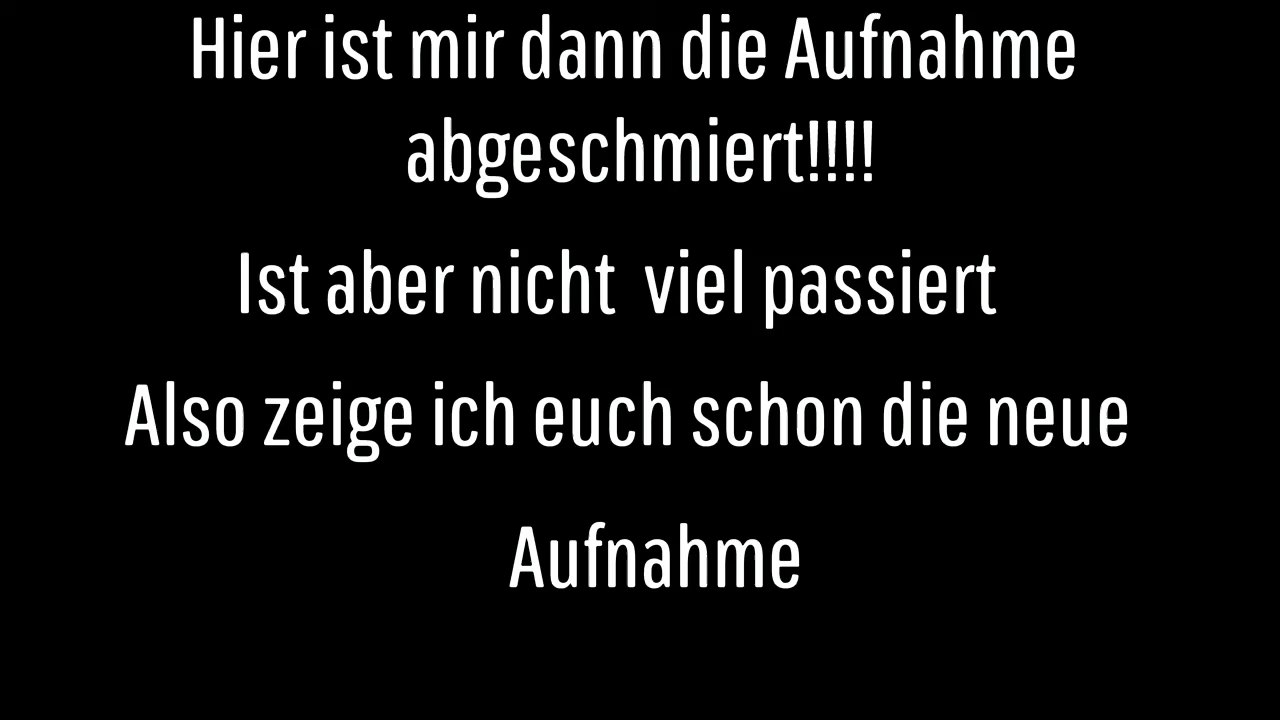 Hier ist mir dann die Aufnahme
abgeschmiert!!!!
Ist aber nicht  viel passiert
Also zeige ich euch schon die neue
Aufnahme